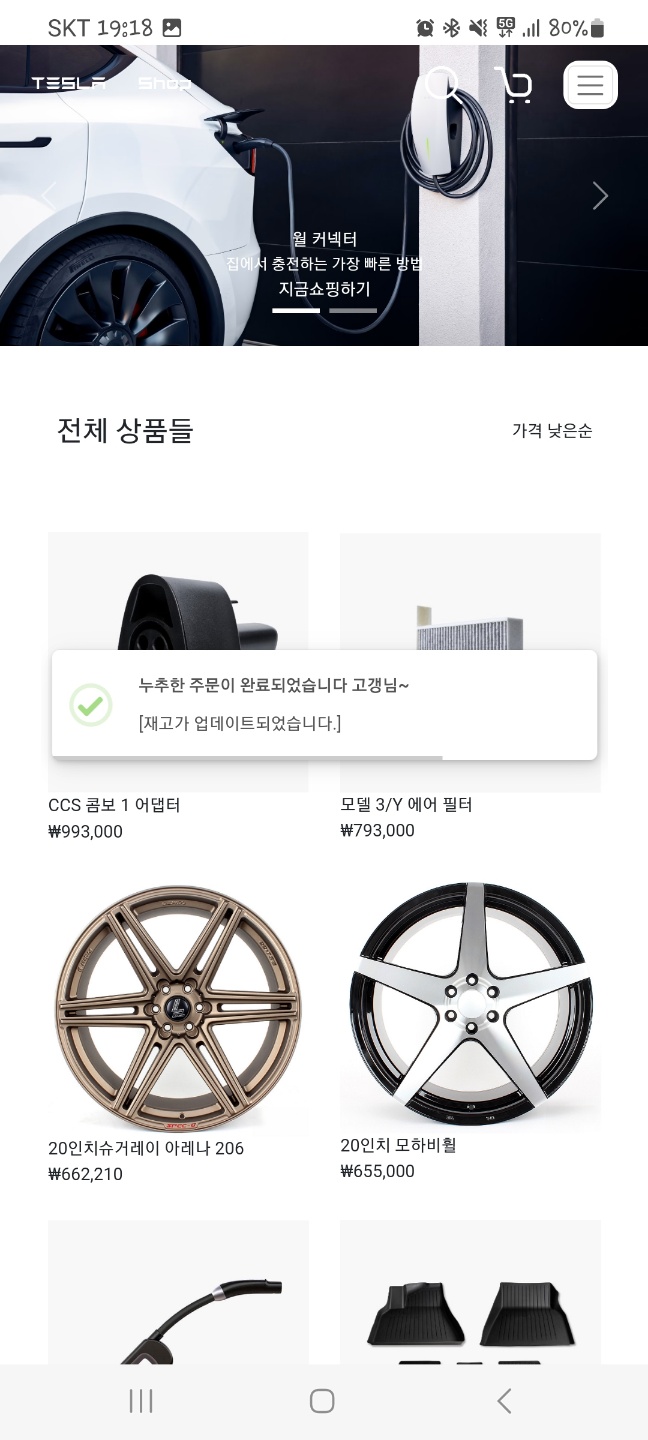 SKT 19:18
5G
80%
TESLA Shop
월 커넥터
집에서 충전하는 가장 빠른 방법
지금쇼핑하기
전체 상품들
가격 낮은순
누추한 주문이 완료되었습니다 고갱님~
[재고가 업데이트되었습니다.]
CCS 콤보 1 어댑터
₩993,000
모델 3/Y 에어 필터
₩793,000
20인치슈거레이 아레나 206
₩662,210
20인치 모하비휠
₩655,000